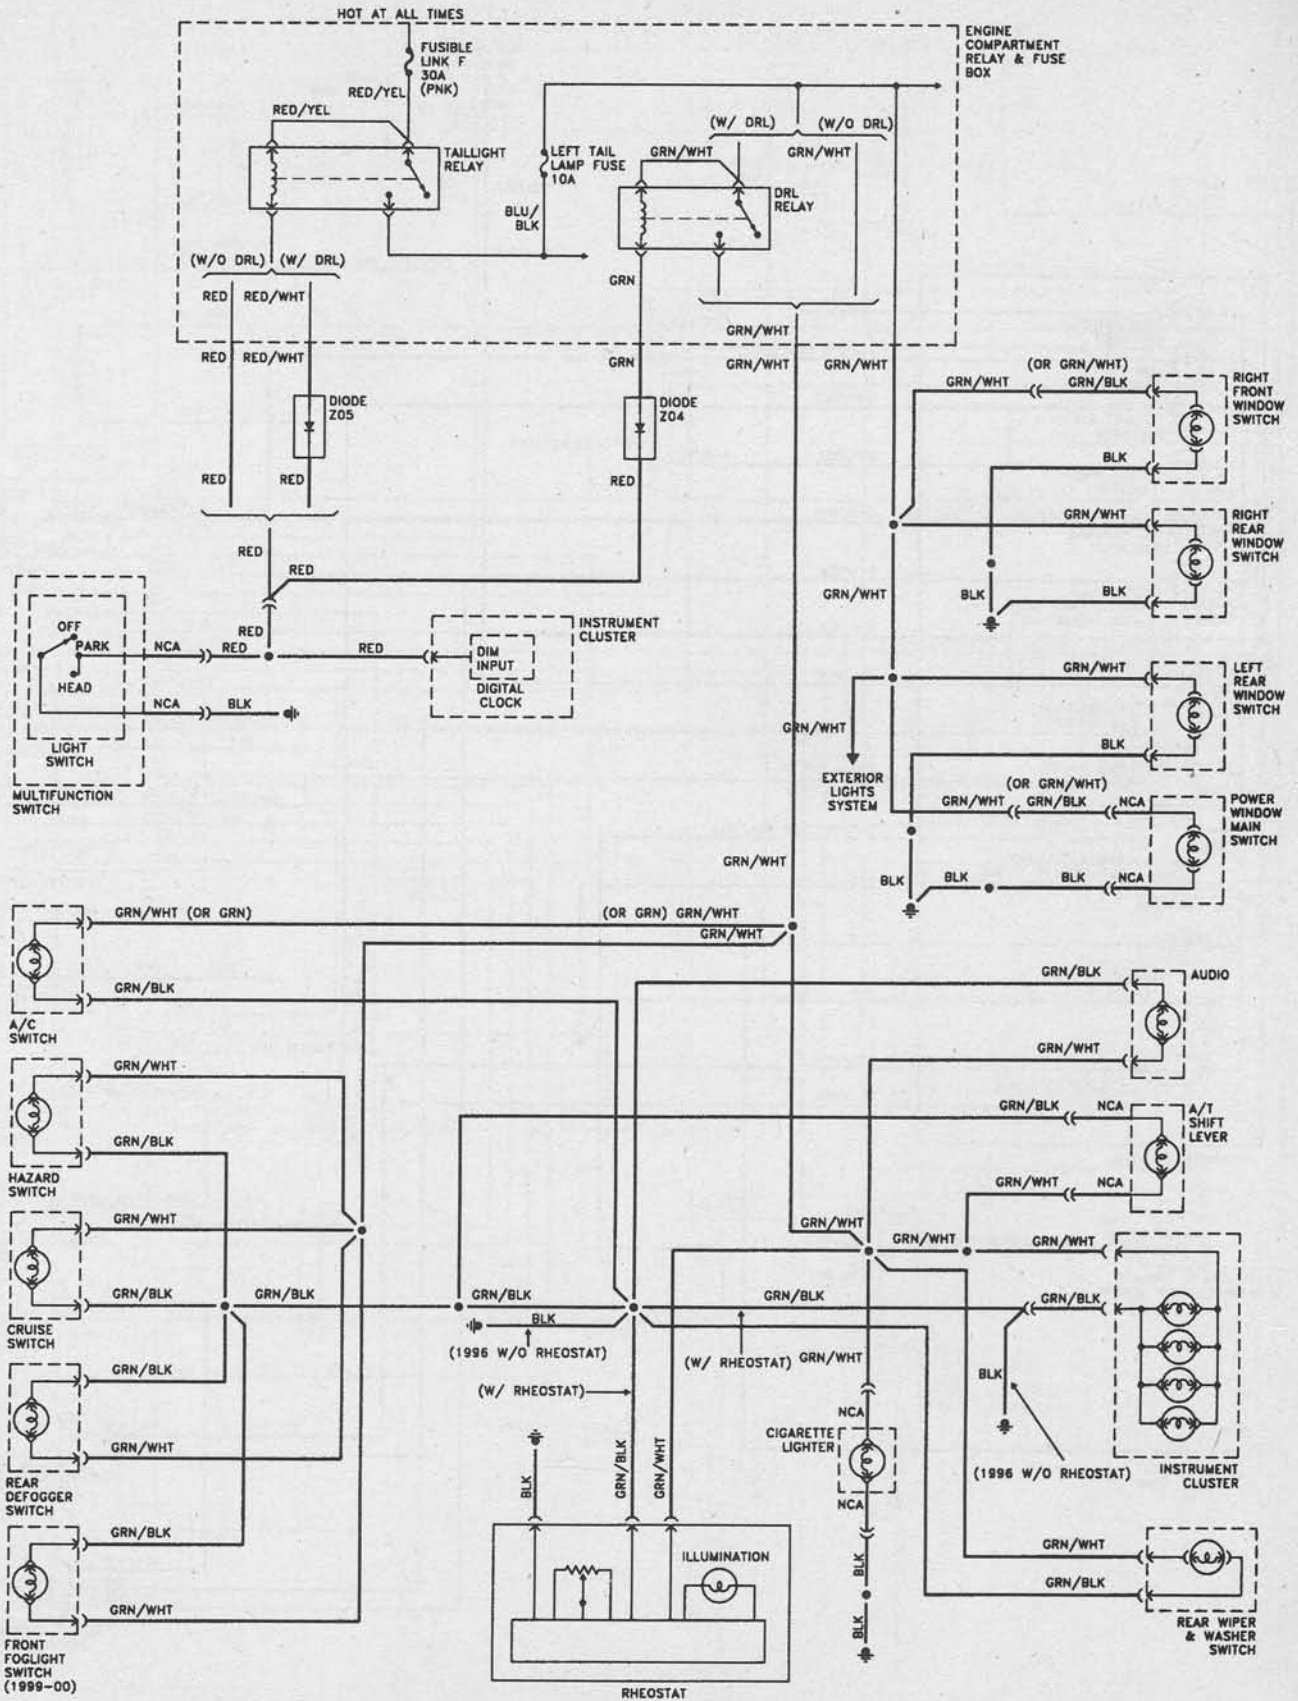 HOT AT ALL TIMES
FUSIBLE
LINK F
30A
(PNK)
ENGINE
COMPARTMENT
RELAY & FUSE
BOX
RED/YEL
RED/YEL
TAILLIGHT
RELAY
LEFT TAIL
LAMP FUSE
10A
BLU/
BLK
(W/ DRL)
(W/O DRL)
GRN/WHT
GRN/WHT
DRL
RELAY
(W/O DRL)
(W/ DRL)
RED
RED/WHT
GRN
GRN/WHT
RED
RED/WHT
GRN
GRN/WHT
GRN/WHT
DIODE
Z05
DIODE
Z04
RED
RED
RED
RED
RED
RED
(OR GRN/WHT)
GRN/WHT
GRN/BLK
BLK
RIGHT
FRONT
WINDOW
SWITCH
GRN/WHT
BLK
BLK
RIGHT
REAR
WINDOW
SWITCH
GRN/WHT
OFF
PARK
HEAD
LIGHT
SWITCH
MULTIFUNCTION
SWITCH
NCA
RED
RED
NCA
BLK
DIM
INPUT
DIGITAL
CLOCK
INSTRUMENT
CLUSTER
GRN/WHT
BLK
LEFT
REAR
WINDOW
SWITCH
GRN/WHT
EXTERIOR
LIGHTS
SYSTEM
(OR GRN/WHT)
GRN/WHT
GRN/BLK
NCA
POWER
WINDOW
MAIN
SWITCH
BLK
BLK
BLK
NCA
GRN/WHT
GRN/WHT (OR GRN)
(OR GRN) GRN/WHT
GRN/WHT
GRN/BLK
A/C
SWITCH
GRN/BLK
GRN/WHT
AUDIO
GRN/WHT
GRN/BLK
HAZARD
SWITCH
GRN/BLK
NCA
GRN/WHT
NCA
A/T
SHIFT
LEVER
GRN/WHT
GRN/BLK
GRN/BLK
CRUISE
SWITCH
GRN/BLK
BLK
(1996 W/O RHEOSTAT)
(W/ RHEOSTAT)
GRN/WHT
GRN/WHT
GRN/WHT
GRN/BLK
GRN/BLK
(W/ RHEOSTAT)
GRN/WHT
BLK
(1996 W/O RHEOSTAT)
INSTRUMENT
CLUSTER
GRN/BLK
GRN/WHT
REAR
DEFOGGER
SWITCH
NCA
CIGARETTE
LIGHTER
NCA
BLK
BLK
BLK
GRN/BLK
GRN/WHT
ILLUMINATION
RHEOSTAT
GRN/BLK
GRN/WHT
FRONT
FOGLIGHT
SWITCH
(1999-00)
GRN/WHT
GRN/BLK
REAR WIPER
& WASHER
SWITCH